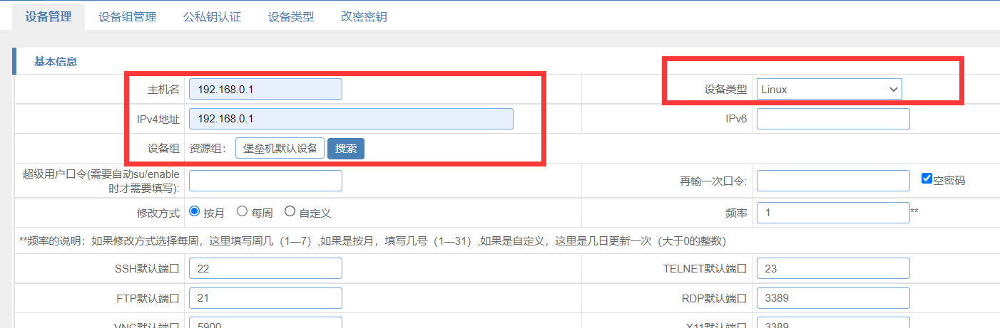 设备管理 设备组管理 公私钥认证 设备类型 改密密钥
基本信息
主机名 192.168.0.1 设备类型 Linux
IPv4地址 192.168.0.1 IPv6
设备组 资源组： 堡垒机默认设备 搜索
超级用户口令(需要自动su/enable
时才需要填写): 再输一次口令: 空密码
修改方式 按月 每周 自定义 频率 1 **
**频率的说明：如果修改方式选择每周，这里填写周几（1—7）,如果是按月，填写几号（1—31）,如果是自定义，这里是几日更新一次（大于0的整数）
SSH默认端口 22 TELNET默认端口 23
FTP默认端口 21 RDP默认端口 3389
VNC默认端口 5900 X11默认端口 3389